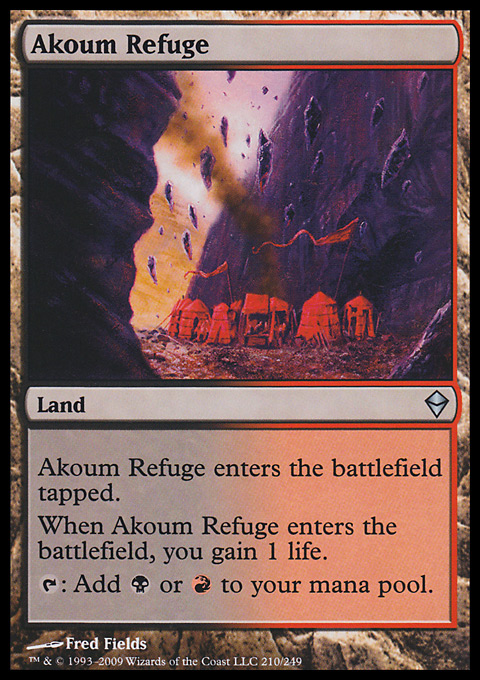 Akoum Refuge
Land
Akoum Refuge enters the battlefield
tapped.
When Akoum Refuge enters the
battlefield, you gain 1 life.
: Add or to your mana pool.
Fred Fields
™ & © 1993–2009 Wizards of the Coast LLC 210/249